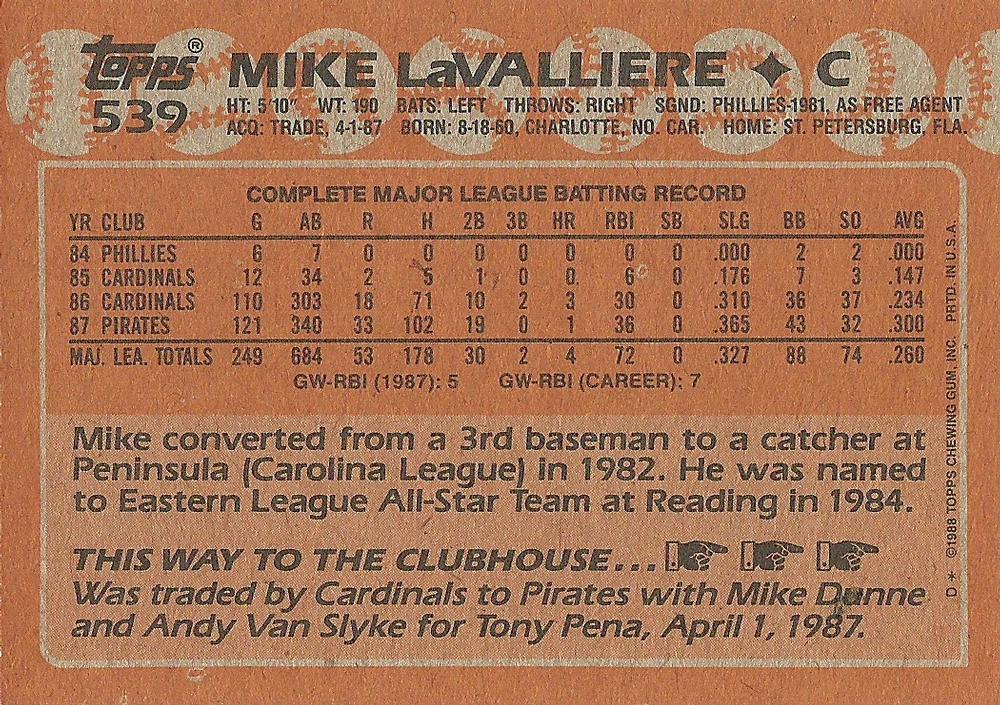 topps® MIKE LaVALLIERE ✦ C
539 HT: 5'10" WT: 190 BATS: LEFT THROWS: RIGHT SGND: PHILLIES-1981, AS FREE AGENT
ACQ: TRADE, 4-1-87 BORN: 8-18-60, CHARLOTTE, NO. CAR. HOME: ST. PETERSBURG, FLA.
COMPLETE MAJOR LEAGUE BATTING RECORD
YR CLUB G AB R H 2B 3B HR RBI SB SLG BB SO AVG
84 PHILLIES 6 7 0 0 0 0 0 0 0 .000 2 2 .000
85 CARDINALS 12 34 2 5 1 0 0 6 0 .176 7 3 .147
86 CARDINALS 110 303 18 71 10 2 3 30 0 .310 36 37 .234
87 PIRATES 121 340 33 102 19 0 1 36 0 .365 43 32 .300
MAJ. LEA. TOTALS 249 684 53 178 30 2 4 72 0 .327 88 74 .260
GW-RBI (1987): 5 GW-RBI (CAREER): 7
Mike converted from a 3rd baseman to a catcher at
Peninsula (Carolina League) in 1982. He was named
to Eastern League All-Star Team at Reading in 1984.
THIS WAY TO THE CLUBHOUSE...
Was traded by Cardinals to Pirates with Mike Dunne
and Andy Van Slyke for Tony Pena, April 1, 1987.
D * ©1988 TOPPS CHEWING GUM, INC. PRTD. IN U.S.A.